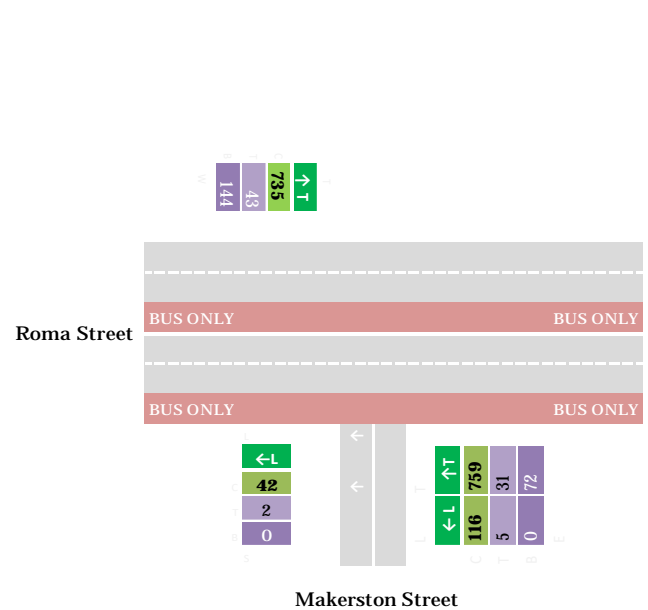 144
43
735
↑ T
BUS ONLY BUS ONLY
Roma Street
BUS ONLY BUS ONLY
←L
42
2
0
↑T
759
31
72
←L
116
5
0
Makerston Street